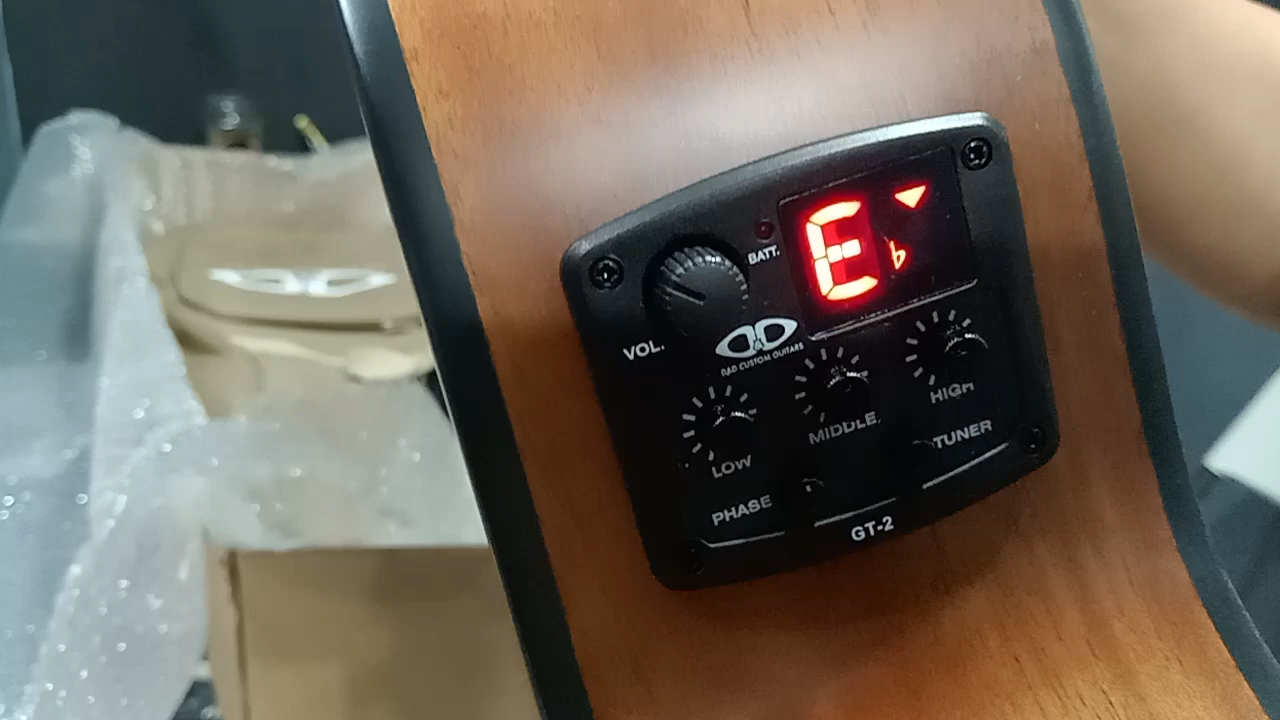 E♭
BATT.
VOL.
D&D
D&D CUSTOM GUITARS
HIGH
MIDDLE
LOW
TUNER
PHASE
GT-2